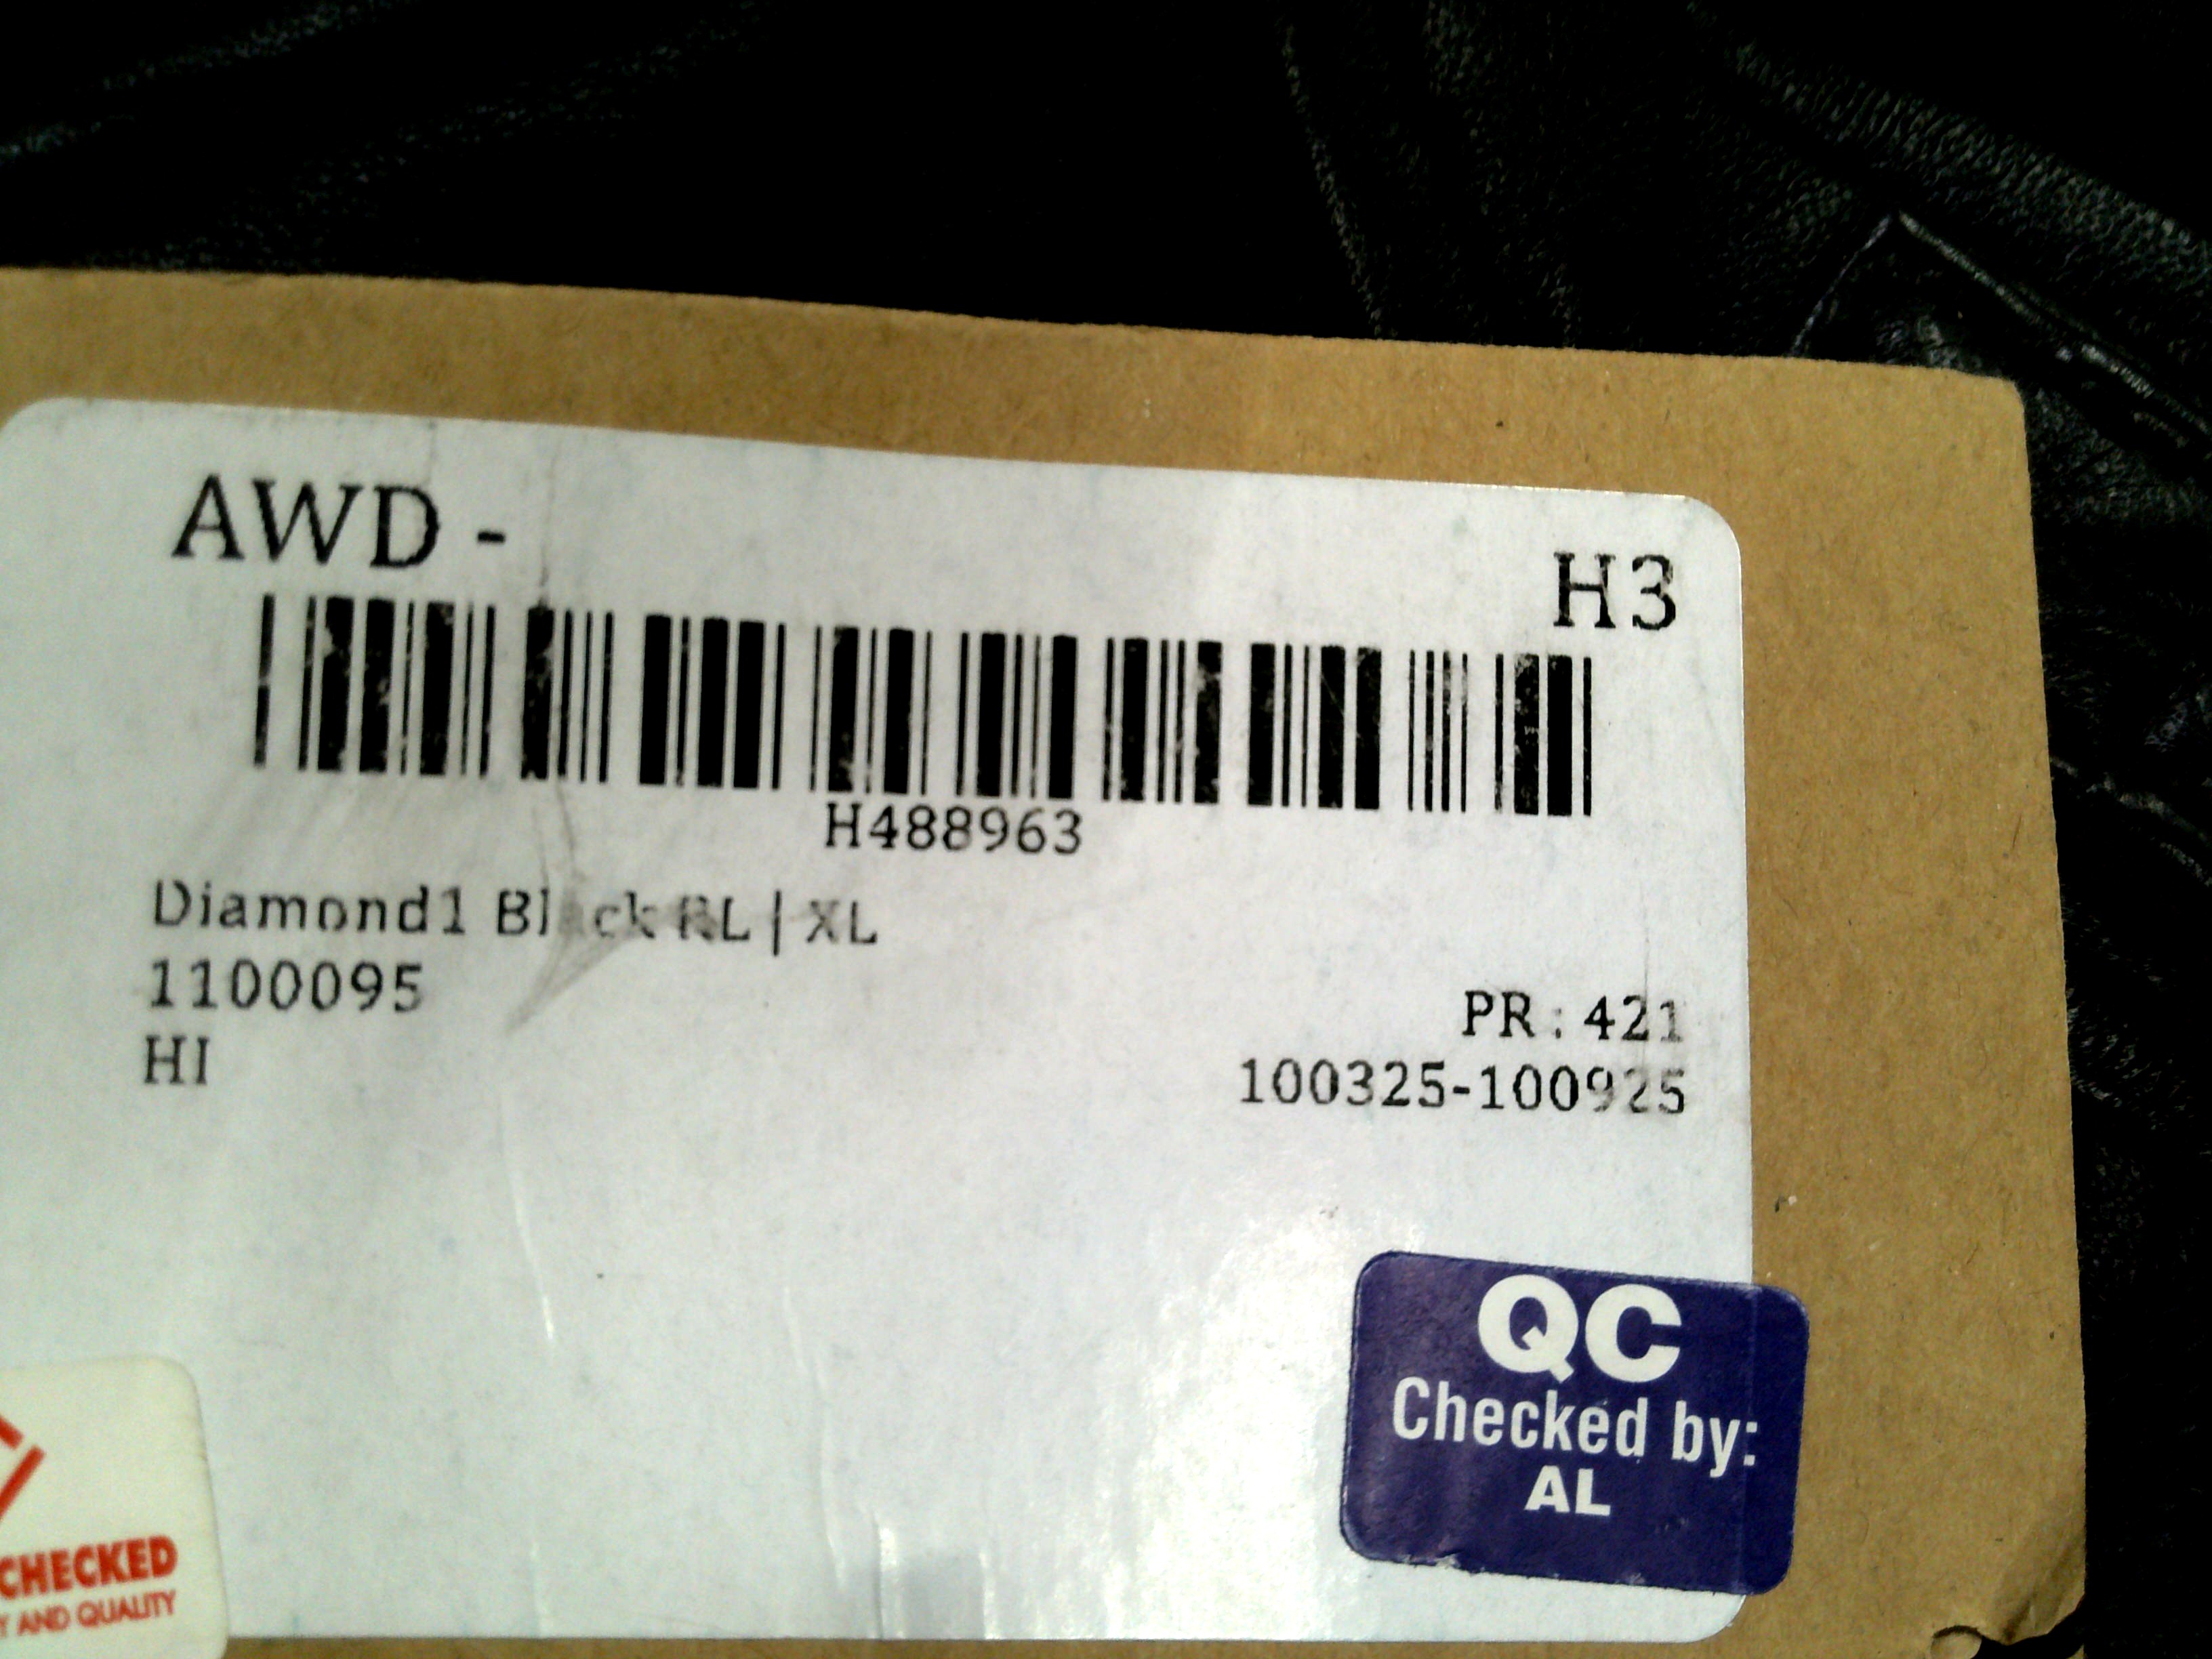 AWD -
H3
H488963
Diamond1 Black RL | XL
1100095
PR : 421
HI
100325-100925
QC
Checked by:
AL
CHECKED
AND QUALITY